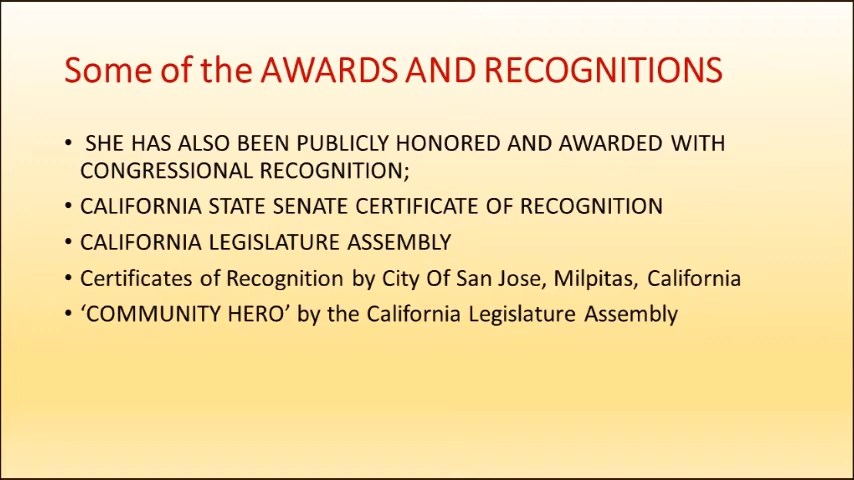 Some of the AWARDS AND RECOGNITIONS
• SHE HAS ALSO BEEN PUBLICLY HONORED AND AWARDED WITH
CONGRESSIONAL RECOGNITION;
• CALIFORNIA STATE SENATE CERTIFICATE OF RECOGNITION
• CALIFORNIA LEGISLATURE ASSEMBLY
• Certificates of Recognition by City Of San Jose, Milpitas, California
• ‘COMMUNITY HERO’ by the California Legislature Assembly